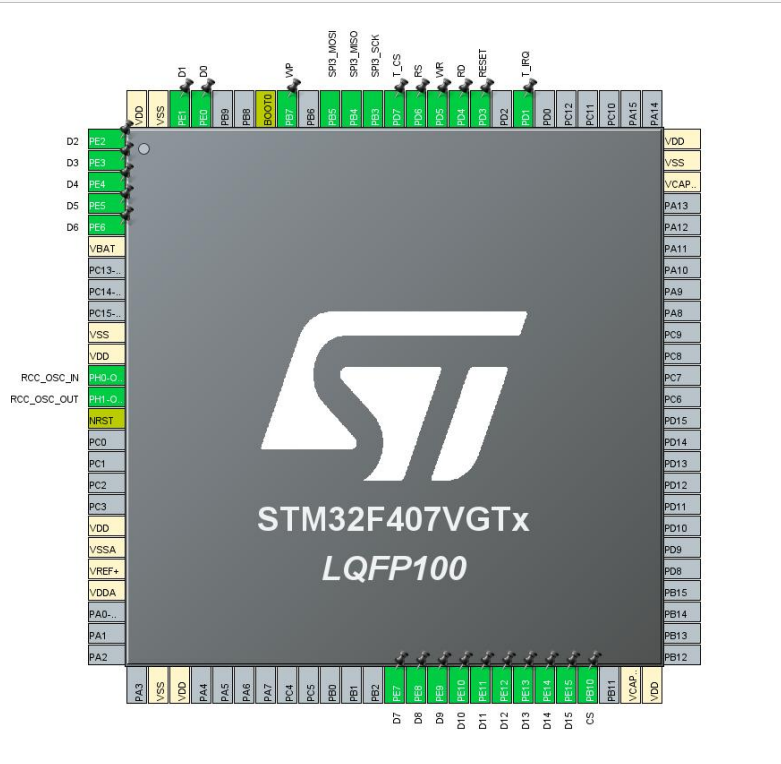 D1 D0 WP SPI3_MOSI SPI3_MISO SPI3_SCK T_CS RS WR RD RESET T_IRQ
VDD VSS PE1 PE0 PB9 PB8 BOOT0 PB7 PB6 PB5 PB4 PB3 PD7 PD6 PD5 PD4 PD3 PD2 PD1 PD0 PC12 PC11 PC10 PA15 PA14
D2 PE2
D3 PE3
D4 PE4
D5 PE5
D6 PE6
VBAT
PC13-..
PC14-..
PC15-..
VSS
VDD
RCC_OSC_IN PH0-O..
RCC_OSC_OUT PH1-O..
NRST
PC0
PC1
PC2
PC3
VDD
VSSA
VREF+
VDDA
PA0-..
PA1
PA2
ST
STM32F407VGTx
LQFP100
VDD
VSS
VCAP..
PA13
PA12
PA11
PA10
PA9
PA8
PC9
PC8
PC7
PC6
PD15
PD14
PD13
PD12
PD11
PD10
PD9
PD8
PB15
PB14
PB13
PB12
PA3 VSS VDD PA4 PA5 PA6 PA7 PC4 PC5 PB0 PB1 PB2 PE7 PE8 PE9 PE10 PE11 PE12 PE13 PE14 PE15 PB10 PB11 VCAP.. VDD
D7 D8 D9 D10 D11 D12 D13 D14 D15 CS